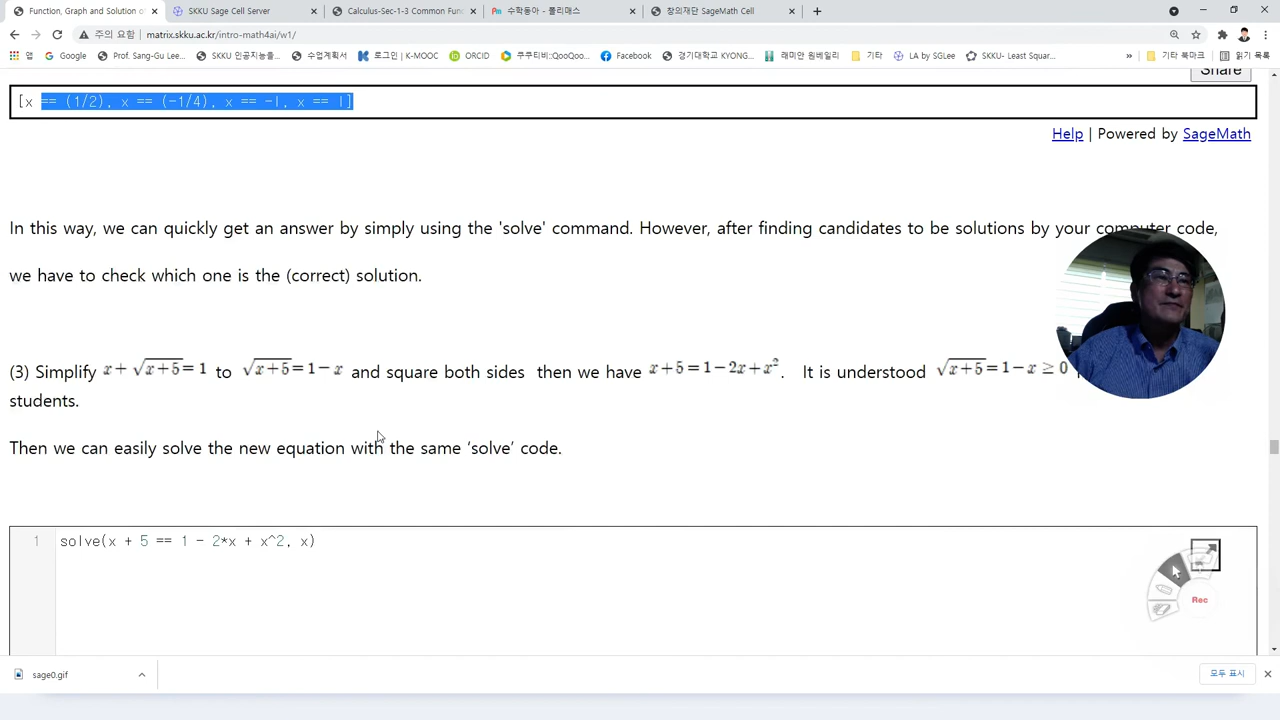 Function, Graph and Solution o
SKKU Sage Cell Server
Calculus-Sec-1-3 Common Func
수학동아 - 폴리매스
창의재단 SageMath Cell
주의 요함 | matrix.skku.ac.kr/intro-math4ai/w1/
앱 Google Prof. Sang-Gu Lee... SKKU 인공지능을... 수업계획서 로그인 | K-MOOC ORCID 쿠쿠티비::QooQoo... Facebook 경기대학교 KYONG... 래미안 원베일리 기타 LA by SGLee SKKU- Least Squar... » 기타 북마크 읽기 목록
Share
[x == (1/2), x == (-1/4), x == -I, x == I]
Help | Powered by SageMath
In this way, we can quickly get an answer by simply using the 'solve' command. However, after finding candidates to be solutions by your computer code,
we have to check which one is the (correct) solution.
(3) Simplify x+√(x+5)=1 to √(x+5)=1-x and square both sides then we have x+5=1-2x+x². It is understood √(x+5)=1-x≥0
students.
Then we can easily solve the new equation with the same ‘solve’ code.
1 solve(x + 5 == 1 - 2*x + x^2, x)
Rec
sage0.gif
모두 표시